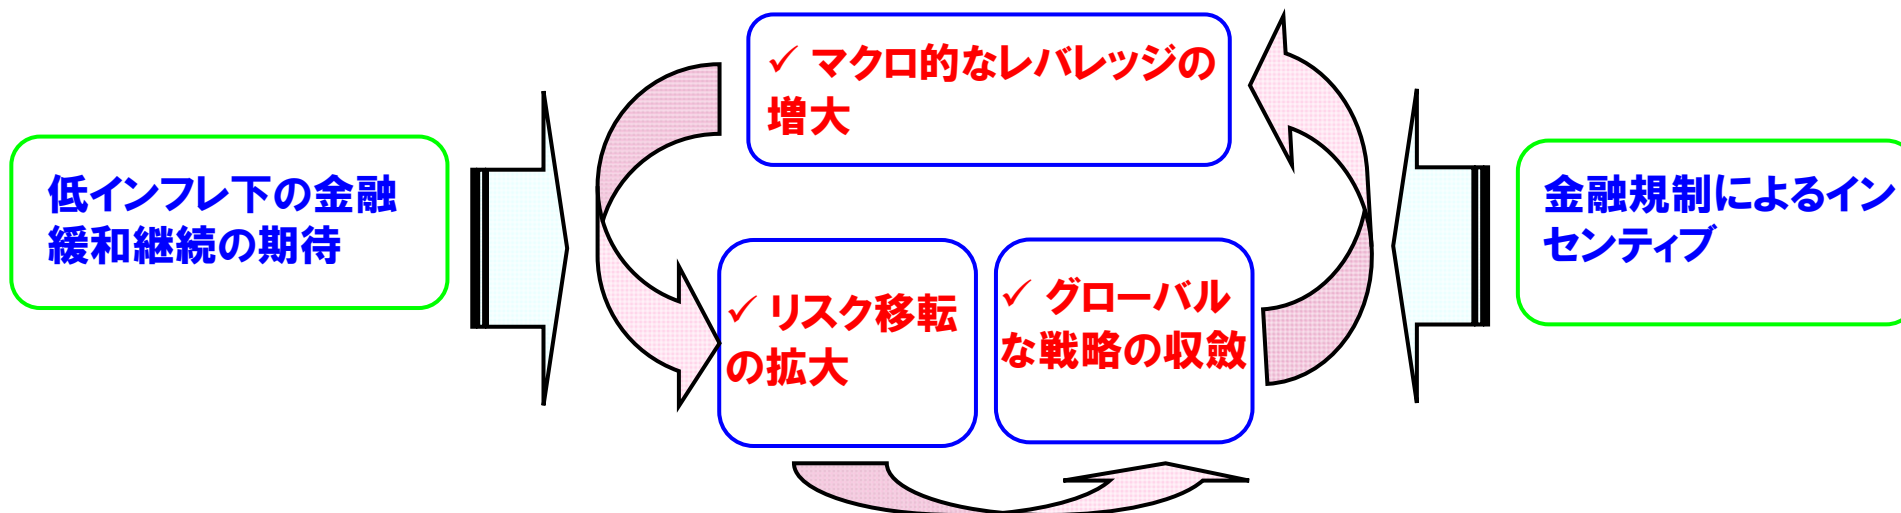 ✓ マクロ的なレバレッジの
増大
低インフレ下の金融
緩和継続の期待
金融規制によるイン
センティブ
✓ リスク移転
の拡大
✓ グローバル
な戦略の収斂